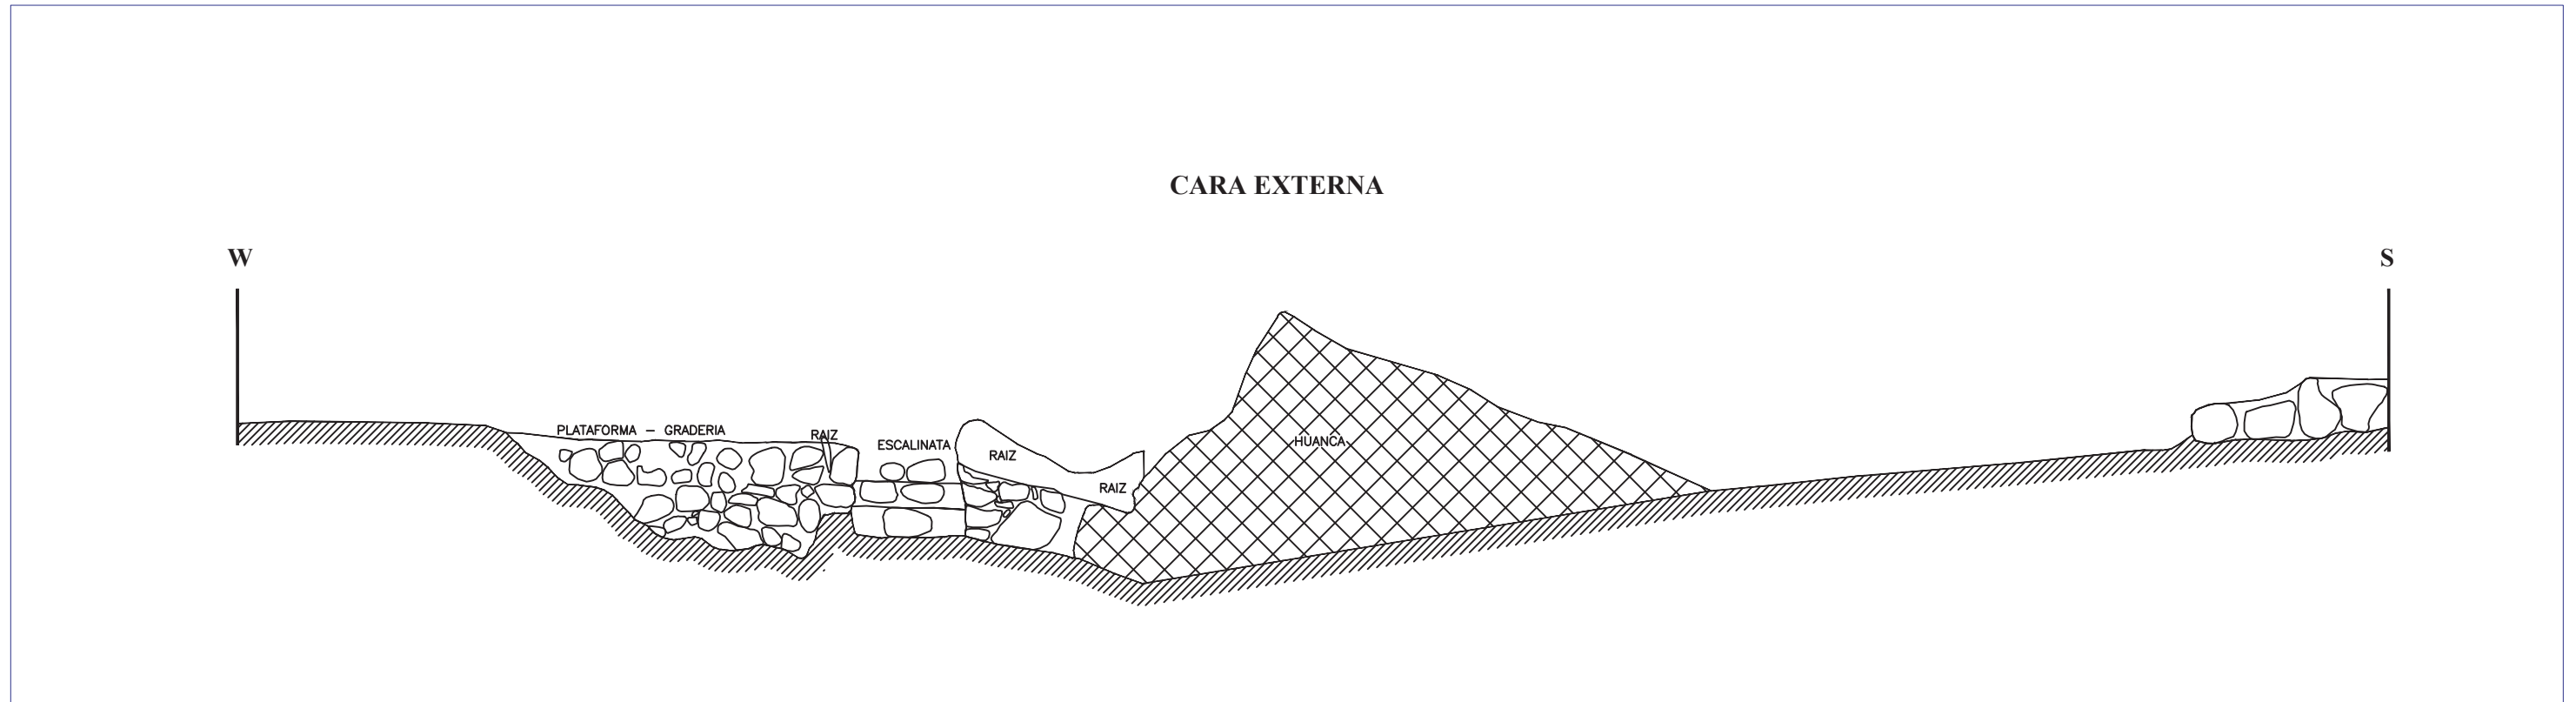 CARA EXTERNA
W
S
PLATAFORMA — GRADERIA
RAIZ
ESCALINATA
RAIZ
RAIZ
HUANCA